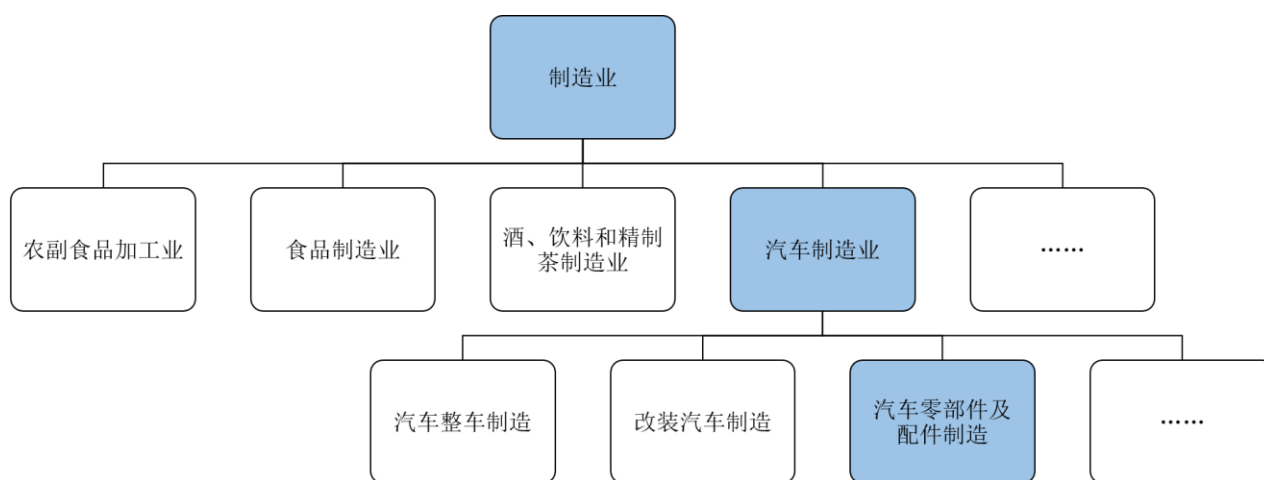 制造业
农副食品加工业
食品制造业
酒、饮料和精制
茶制造业
汽车制造业
……
汽车整车制造
改装汽车制造
汽车零部件及
配件制造
……